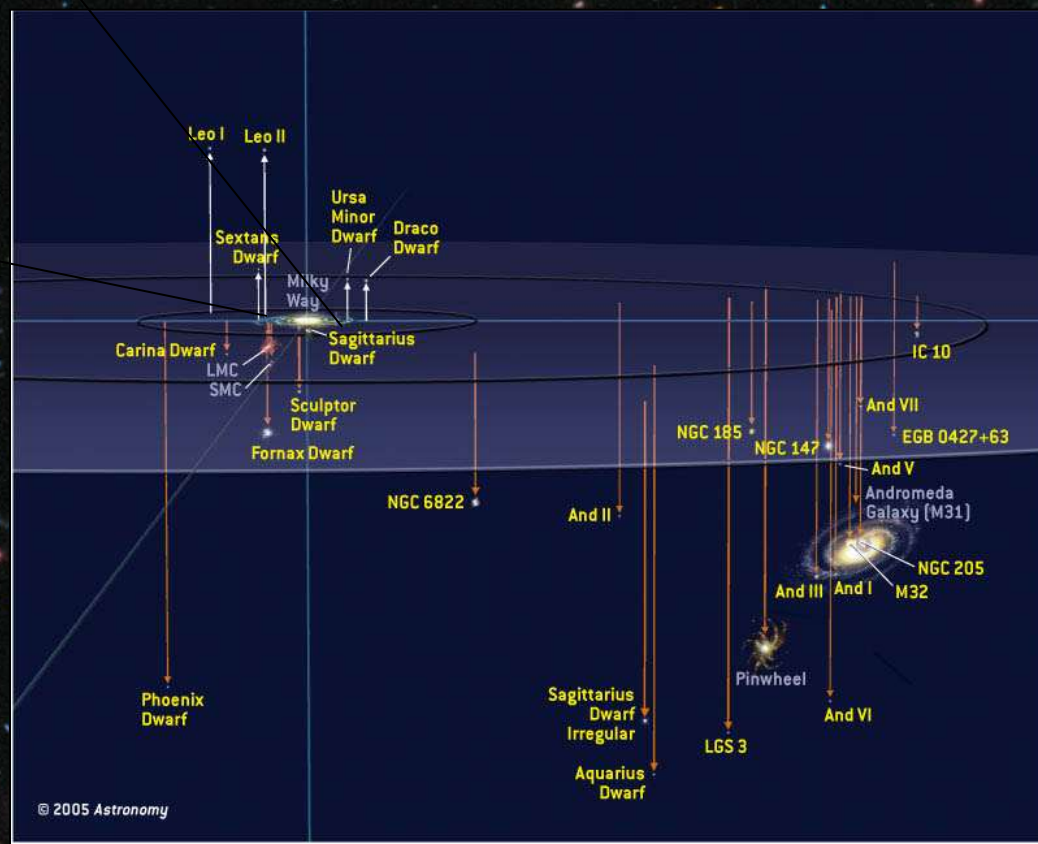 Leo I
Leo II
Ursa
Minor
Dwarf
Draco
Dwarf
Sextans
Dwarf
Milky
Way
Sagittarius
Dwarf
Carina Dwarf
LMC
SMC
Sculptor
Dwarf
Fornax Dwarf
IC 10
And VII
NGC 185
NGC 147
EGB 0427+63
And V
Andromeda
Galaxy (M31)
NGC 6822
And II
NGC 205
And III
And I
M32
Pinwheel
Phoenix
Dwarf
Sagittarius
Dwarf
Irregular
And VI
LGS 3
Aquarius
Dwarf
© 2005 Astronomy